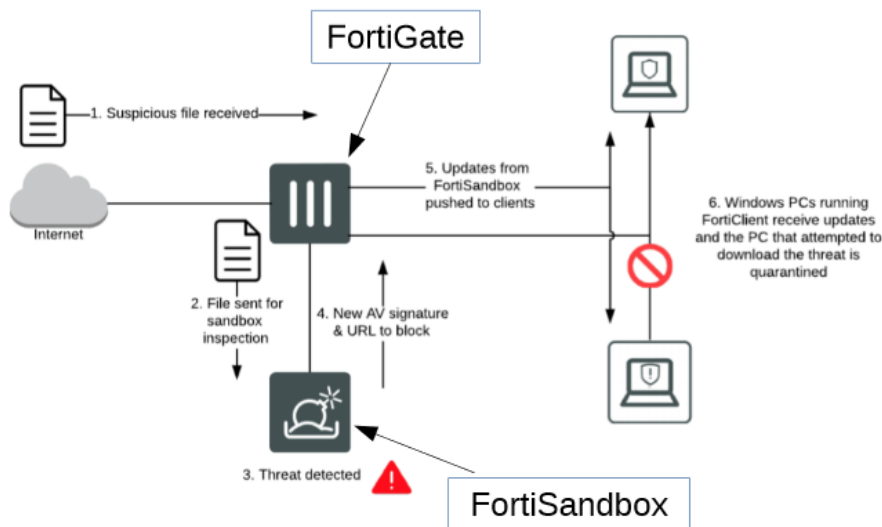 FortiGate
1. Suspicious file received
Internet
5. Updates from
FortiSandbox
pushed to clients
6. Windows PCs running
FortiClient receive updates
and the PC that attempted to
download the threat is
quarantined
2. File sent for
sandbox
inspection
4. New AV signature
& URL to block
3. Threat detected
FortiSandbox